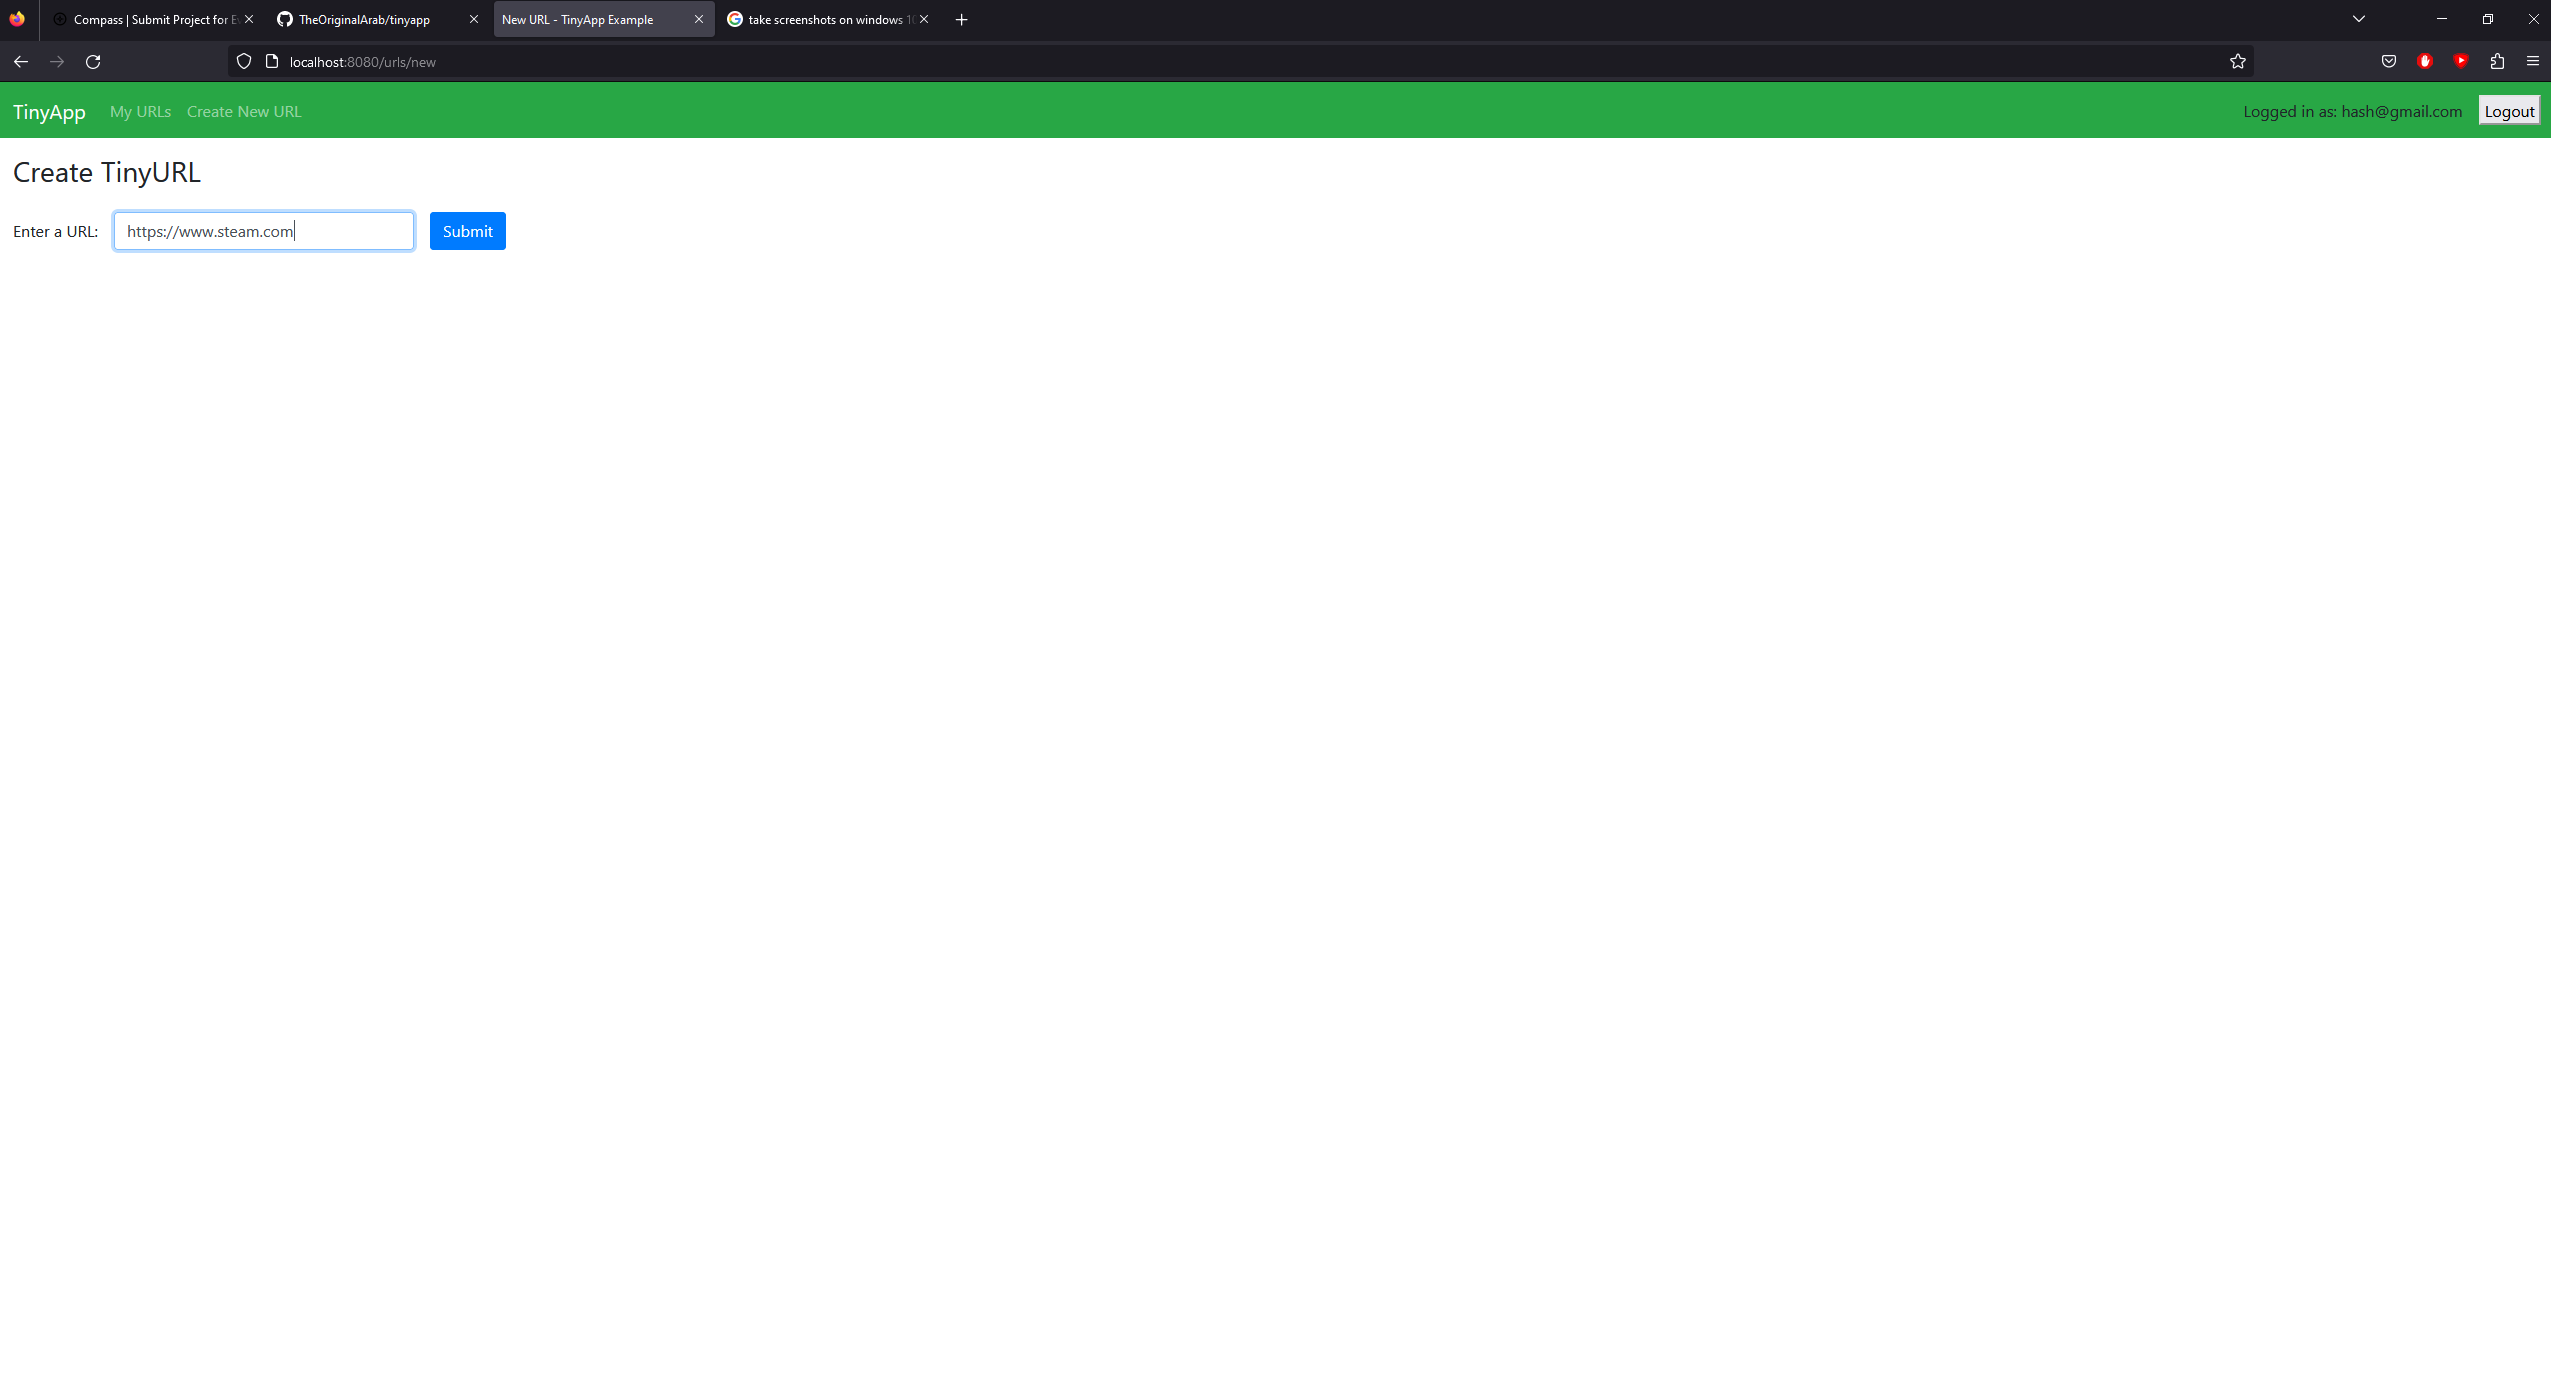 Compass | Submit Project for E
TheOriginalArab/tinyapp
New URL - TinyApp Example
take screenshots on windows 10
localhost:8080/urls/new
TinyApp
My URLs
Create New URL
Logged in as: hash@gmail.com
Logout
Create TinyURL
Enter a URL:
https://www.steam.com
Submit